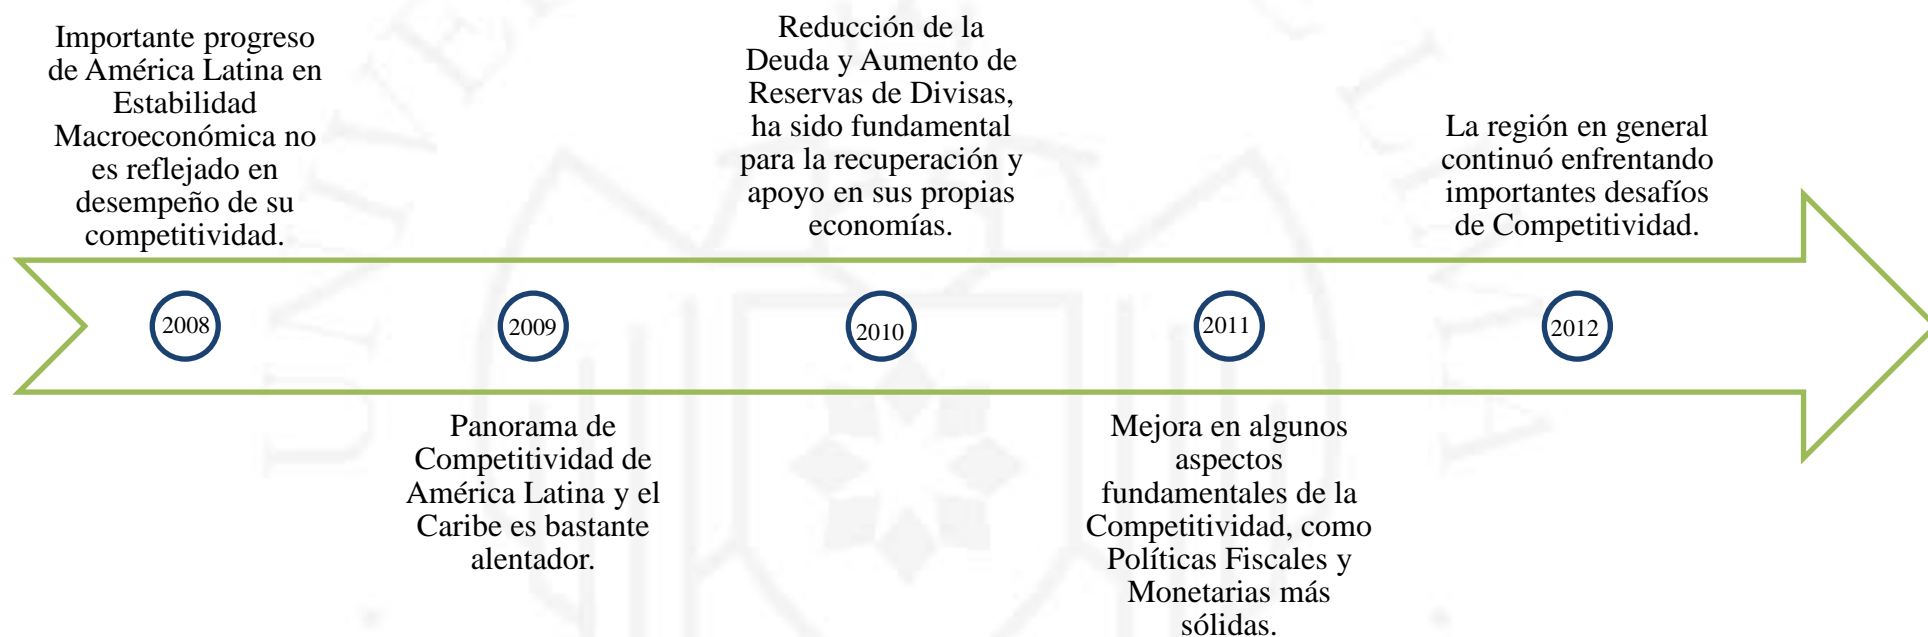 Importante progreso
de América Latina en
Estabilidad
Macroeconómica no
es reflejado en
desempeño de su
competitividad.
2008
Panorama de
Competitividad de
América Latina y el
Caribe es bastante
alentador.
2009
Reducción de la
Deuda y Aumento de
Reservas de Divisas,
ha sido fundamental
para la recuperación y
apoyo en sus propias
economías.
2010
Mejora en algunos
aspectos
fundamentales de la
Competitividad, como
Políticas Fiscales y
Monetarias más
sólidas.
2011
La región en general
continuó enfrentando
importantes desafíos
de Competitividad.
2012